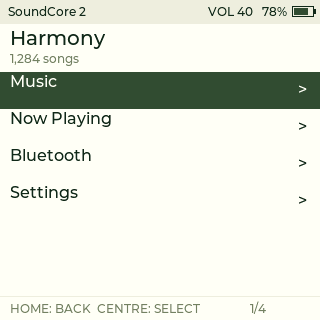 SoundCore 2 VOL 40 78%
Harmony
1,284 songs
Music >
Now Playing >
Bluetooth >
Settings >
HOME: BACK CENTRE: SELECT 1/4